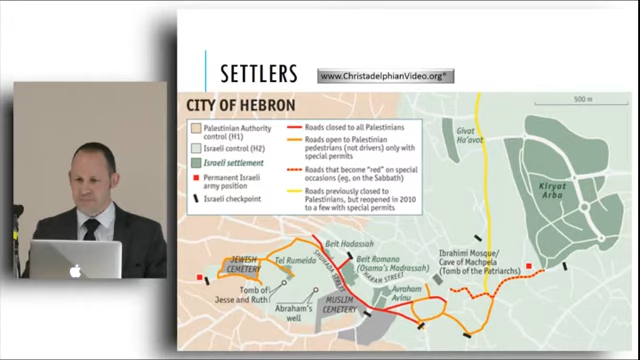 SETTLERS
www.ChristadelphianVideo.org®
CITY OF HEBRON
500 m
Palestinian Authority
control (H1)
Israeli control (H2)
Israeli settlement
Permanent Israeli
army position
Israeli checkpoint
Roads closed to all Palestinians
Roads open to Palestinian
pedestrians (not drivers) only with
special permits
Roads that become "red" on special
occasions (eg, on the Sabbath)
Roads previously closed to
Palestinians, but reopened in 2010
to a few with special permits
Givat
Ha'avot
Kiryat
Arba
Beit Hadassah
Beit Romano
(Osama's Madrassah)
SHUHADA STREET
HARAM STREET
Ibrahimi Mosque/
Cave of Machpela
(Tomb of the Patriarchs)
JEWISH
CEMETERY
Tel Rumeida
Tomb of
Jesse and Ruth
Abraham's
well
MUSLIM
CEMETERY
Avraham
Avinu